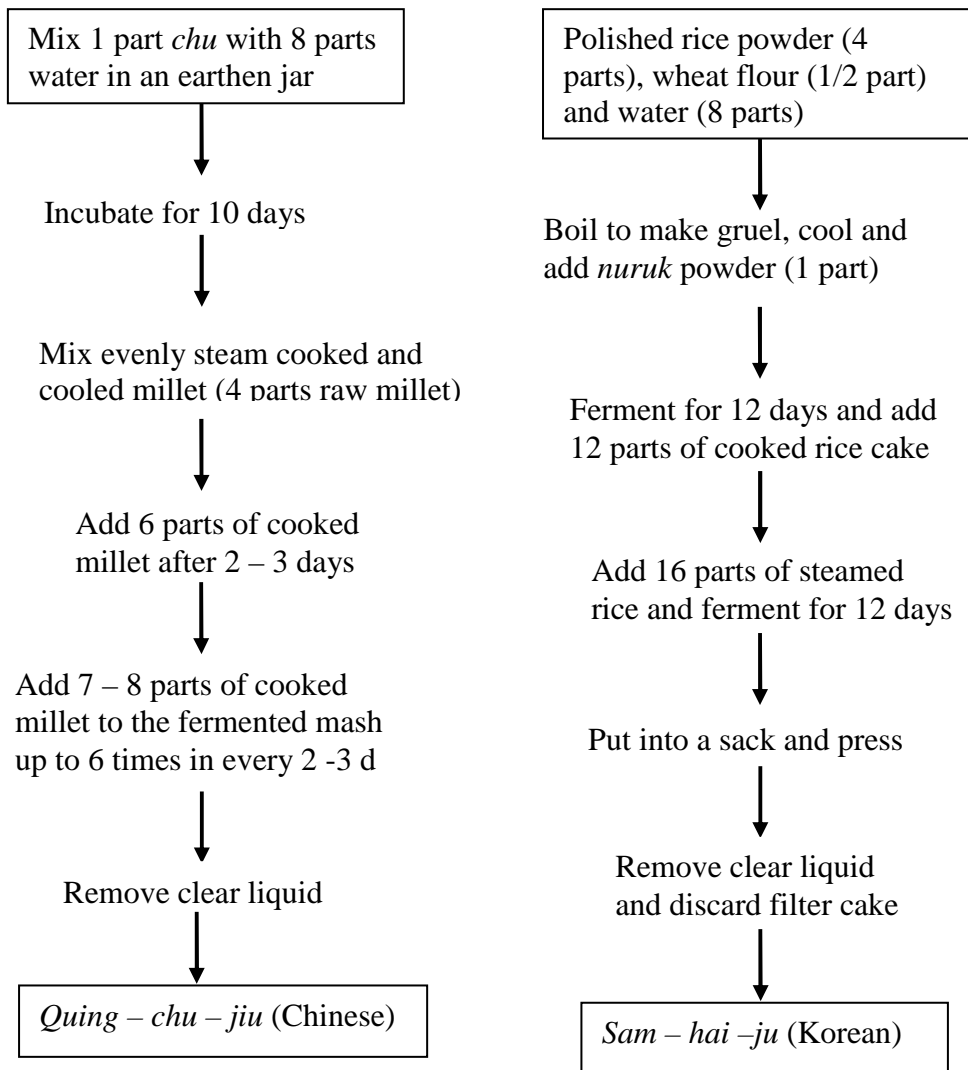 Mix 1 part chu with 8 parts
water in an earthen jar
Incubate for 10 days
Mix evenly steam cooked and
cooled millet (4 parts raw millet)
Add 6 parts of cooked
millet after 2 – 3 days
Add 7 – 8 parts of cooked
millet to the fermented mash
up to 6 times in every 2 -3 d
Remove clear liquid
Quing – chu – jiu (Chinese)
Polished rice powder (4
parts), wheat flour (1/2 part)
and water (8 parts)
Boil to make gruel, cool and
add nuruk powder (1 part)
Ferment for 12 days and add
12 parts of cooked rice cake
Add 16 parts of steamed
rice and ferment for 12 days
Put into a sack and press
Remove clear liquid
and discard filter cake
Sam – hai –ju (Korean)